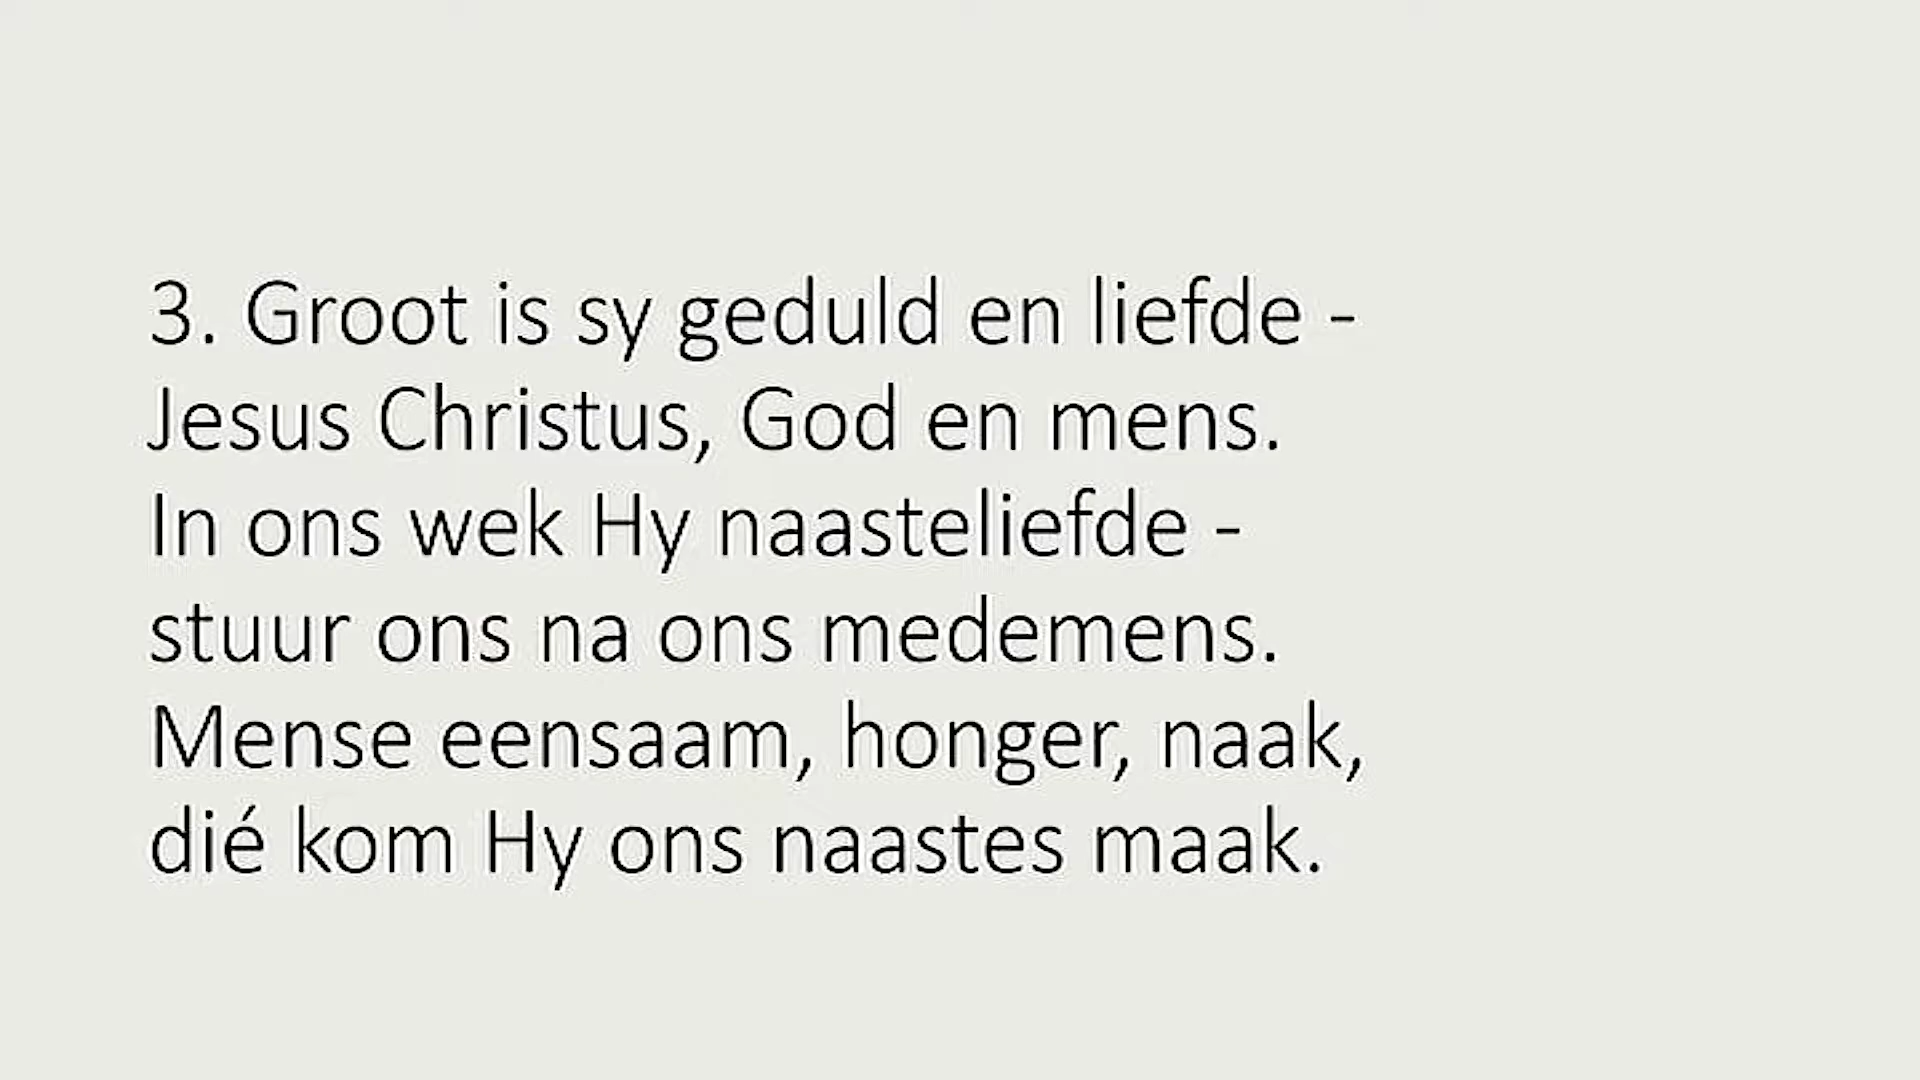 3. Groot is sy geduld en liefde -
Jesus Christus, God en mens.
In ons wek Hy naasteliefde -
stuur ons na ons medemens.
Mense eensaam, honger, naak,
dié kom Hy ons naastes maak.